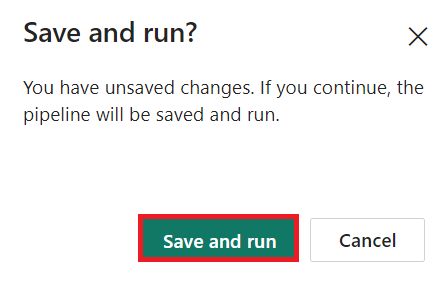 Save and run?
You have unsaved changes. If you continue, the
pipeline will be saved and run.
Save and run
Cancel